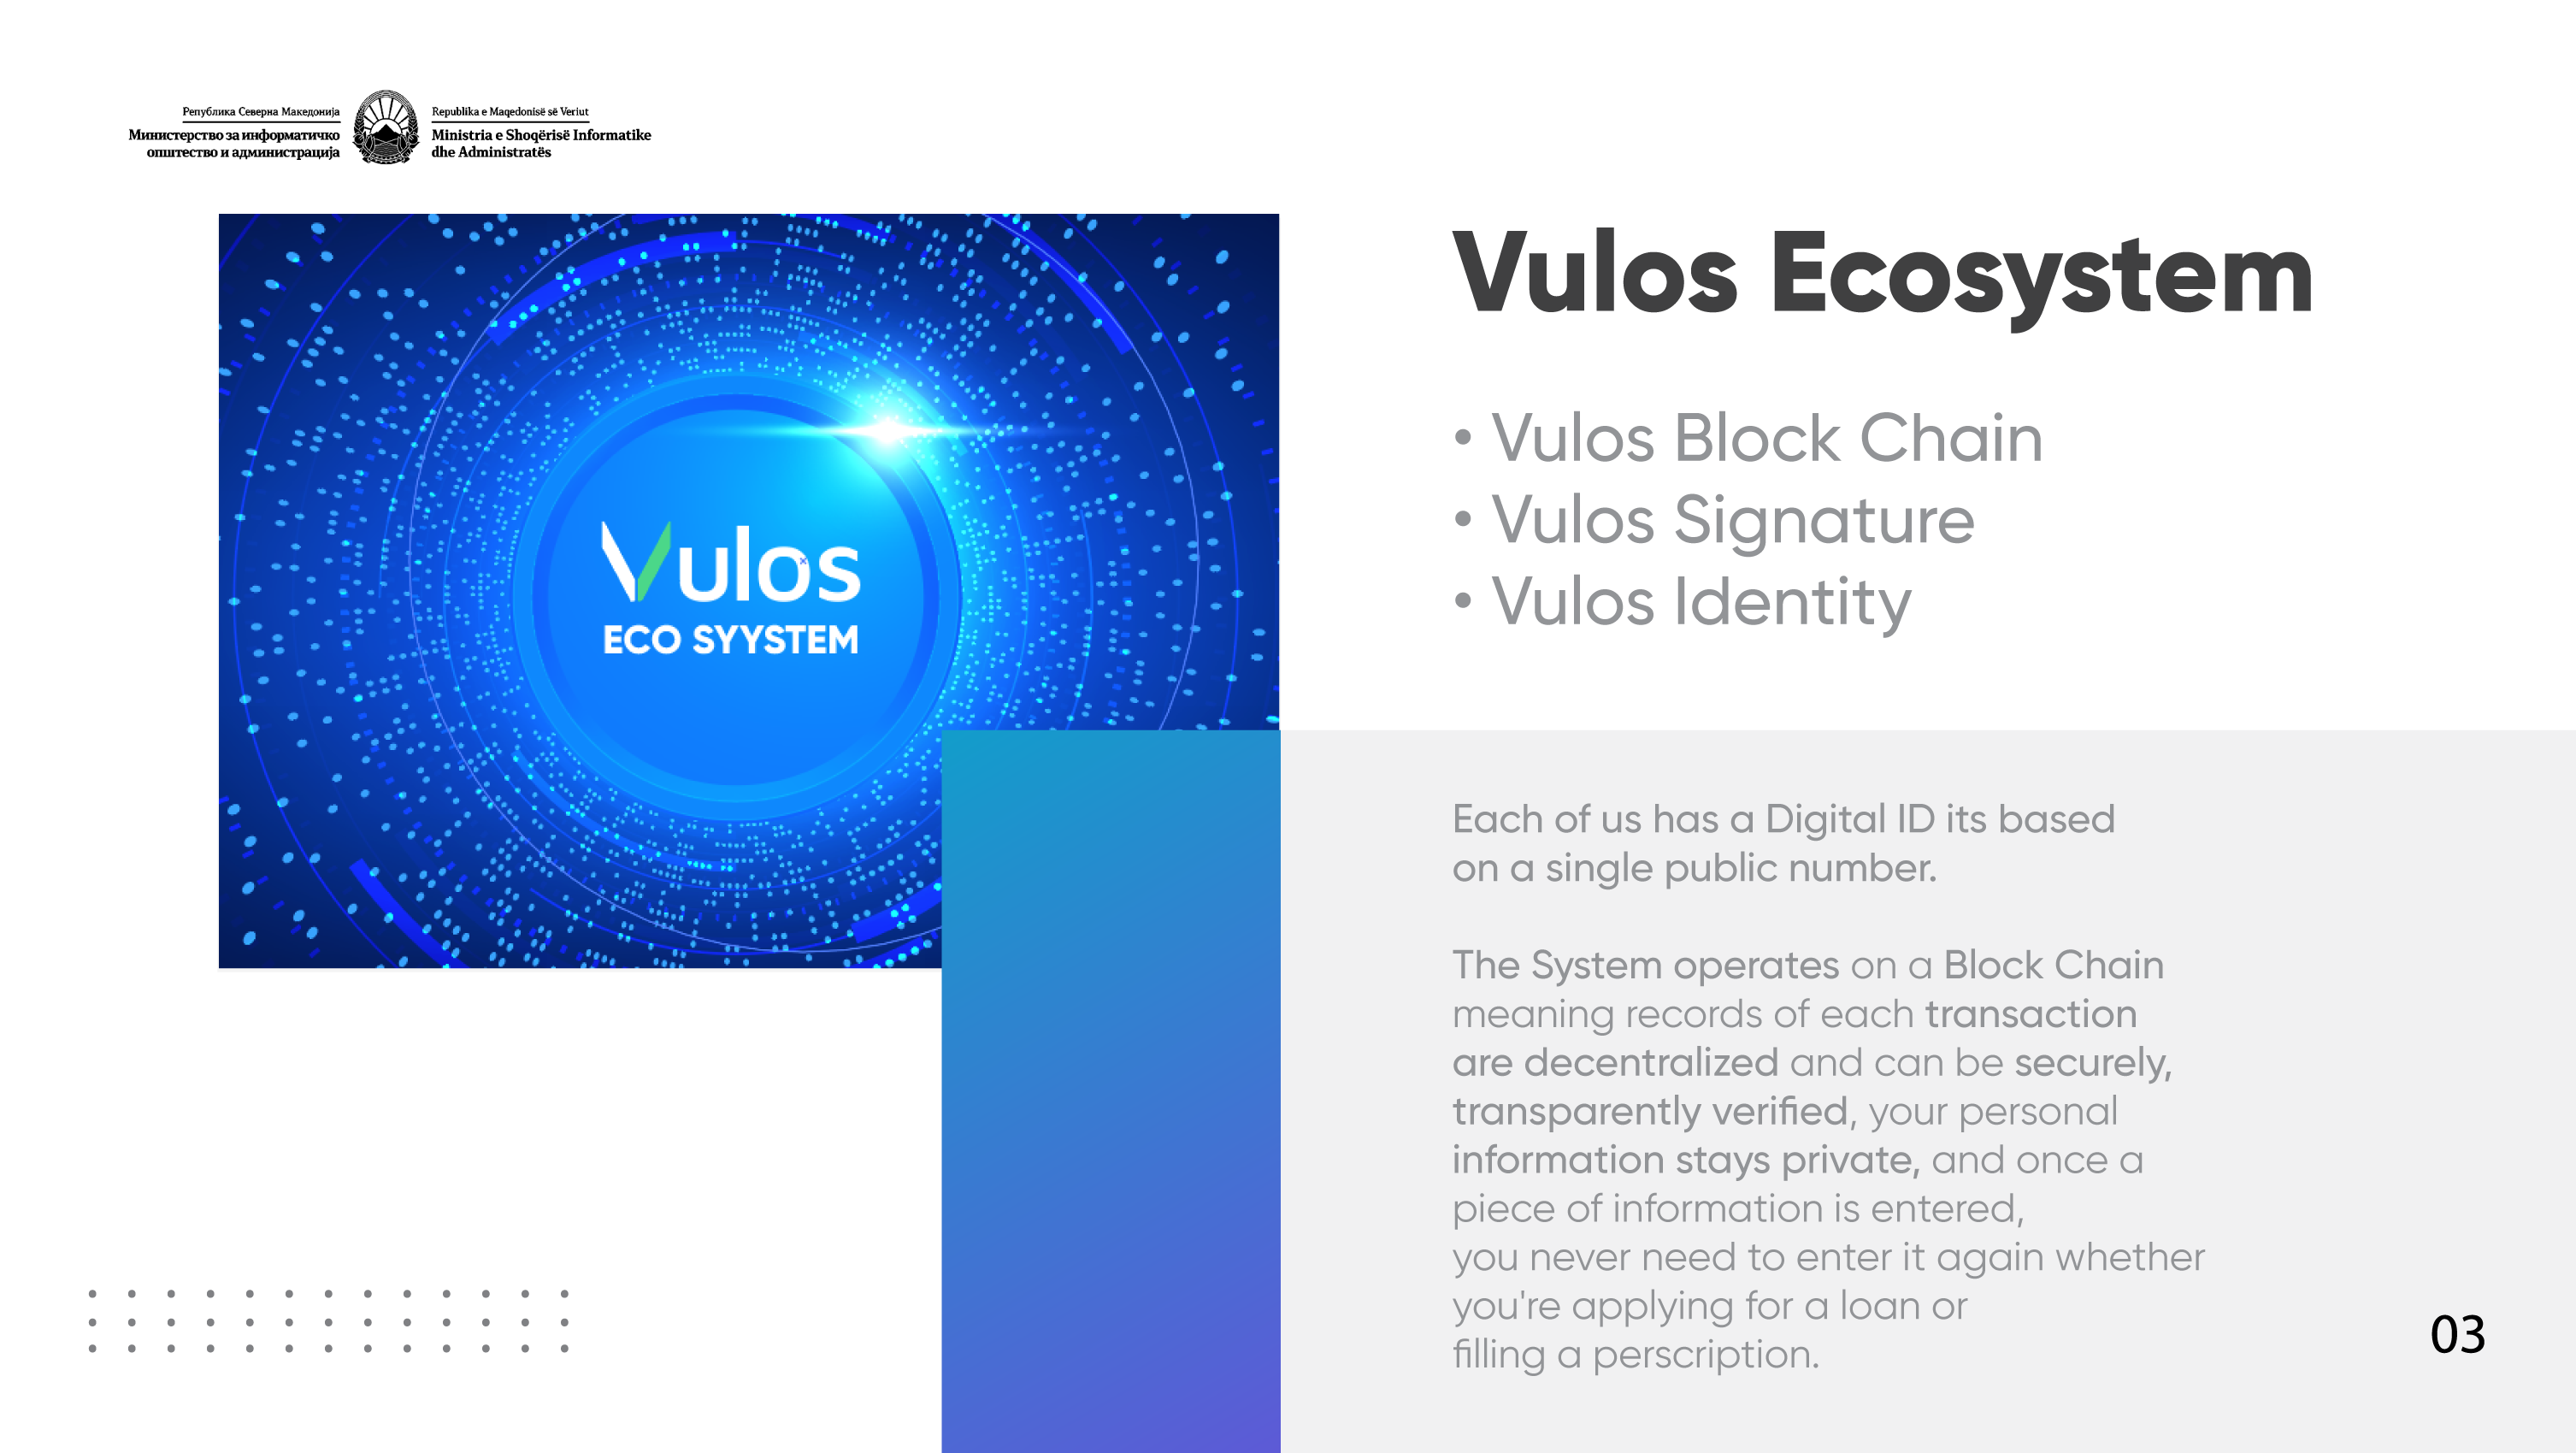 Република Северна Македонија
Министерство за информатичко
општество и администрација
Republika e Maqedonisë së Veriut
Ministria e Shoqërisë Informatike
dhe Administratës
Vulos
ECO SYYSTEM
Vulos Ecosystem
• Vulos Block Chain
• Vulos Signature
• Vulos Identity
Each of us has a Digital ID its based
on a single public number.
The System operates on a Block Chain
meaning records of each transaction
are decentralized and can be securely,
transparently verified, your personal
information stays private, and once a
piece of information is entered,
you never need to enter it again whether
you're applying for a loan or
filling a perscription.
03